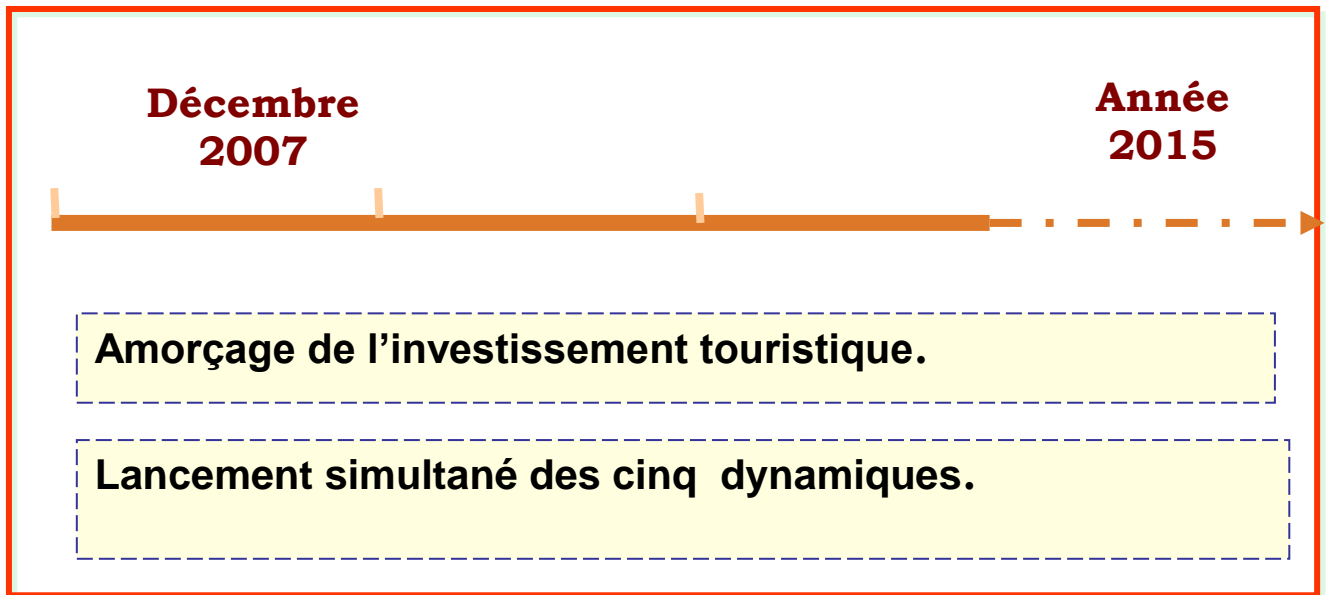 Décembre
2007
Année
2015
Amorçage de l’investissement touristique.
Lancement simultané des cinq  dynamiques.